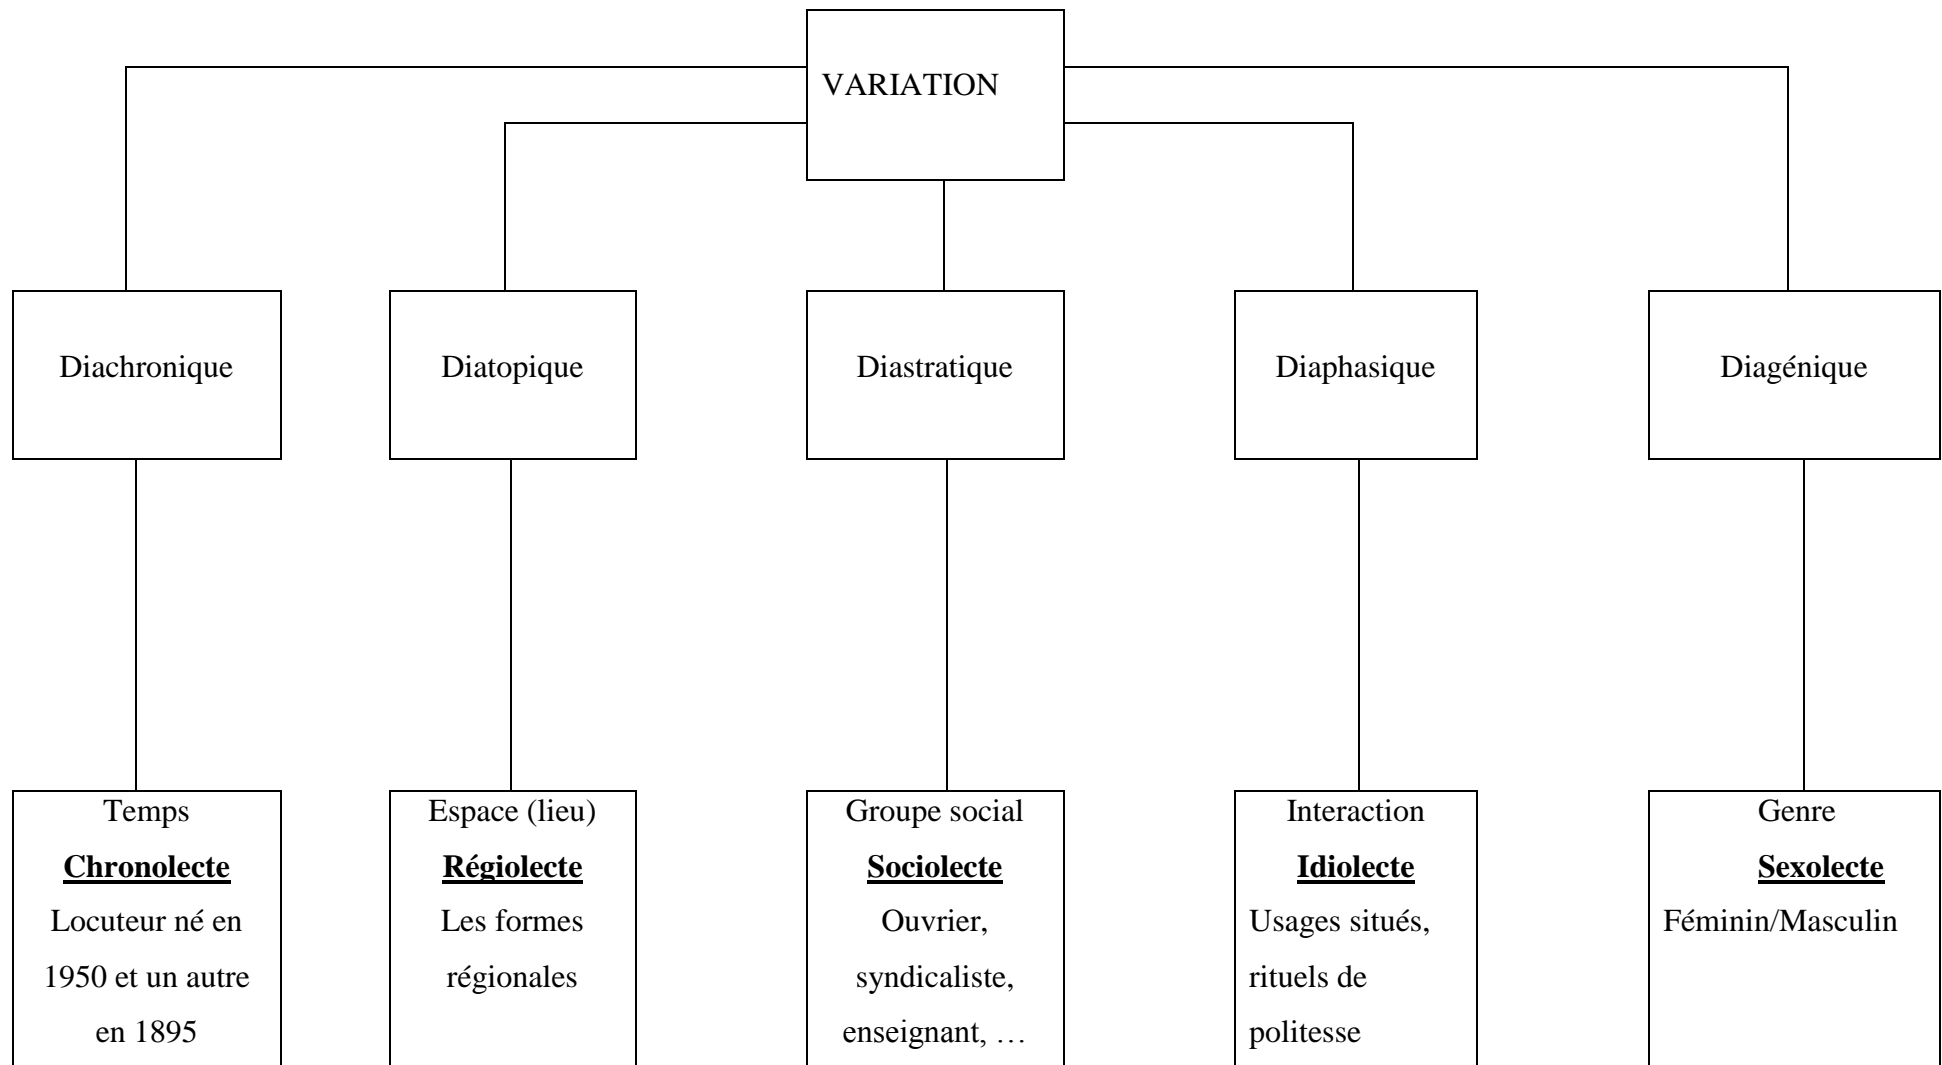 VARIATION
Diachronique
Diatopique
Diastratique
Diaphasique
Diagénique
Temps
Chronolecte
Locuteur né en
1950 et un autre
en 1895
Espace (lieu)
Régiolecte
Les formes
régionales
Groupe social
Sociolecte
Ouvrier,
syndicaliste,
enseignant, …
Interaction
Idiolecte
Usages situés,
rituels de
politesse
Genre
Sexolecte
Féminin/Masculin